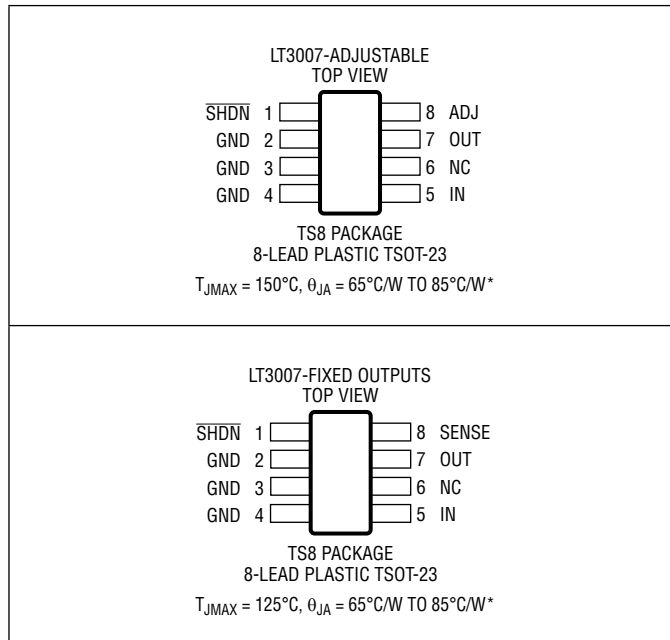 LT3007-ADJUSTABLE
TOP VIEW
SHDN 1 8 ADJ
GND 2 7 OUT
GND 3 6 NC
GND 4 5 IN
TS8 PACKAGE
8-LEAD PLASTIC TSOT-23
TJMAX = 150°C, θJA = 65°C/W TO 85°C/W*
LT3007-FIXED OUTPUTS
TOP VIEW
SHDN 1 8 SENSE
GND 2 7 OUT
GND 3 6 NC
GND 4 5 IN
TS8 PACKAGE
8-LEAD PLASTIC TSOT-23
TJMAX = 125°C, θJA = 65°C/W TO 85°C/W*